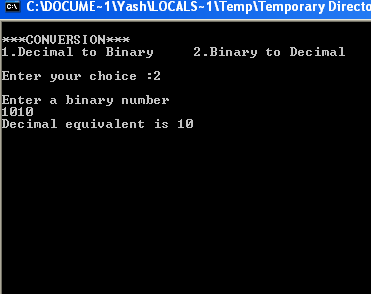 C:\DOCUME~1\Yash\LOCALS~1\Temp\Temporary Directo
***CONVERSION***
1.Decimal to Binary     2.Binary to Decimal
Enter your choice :2
Enter a binary number
1010
Decimal equivalent is 10